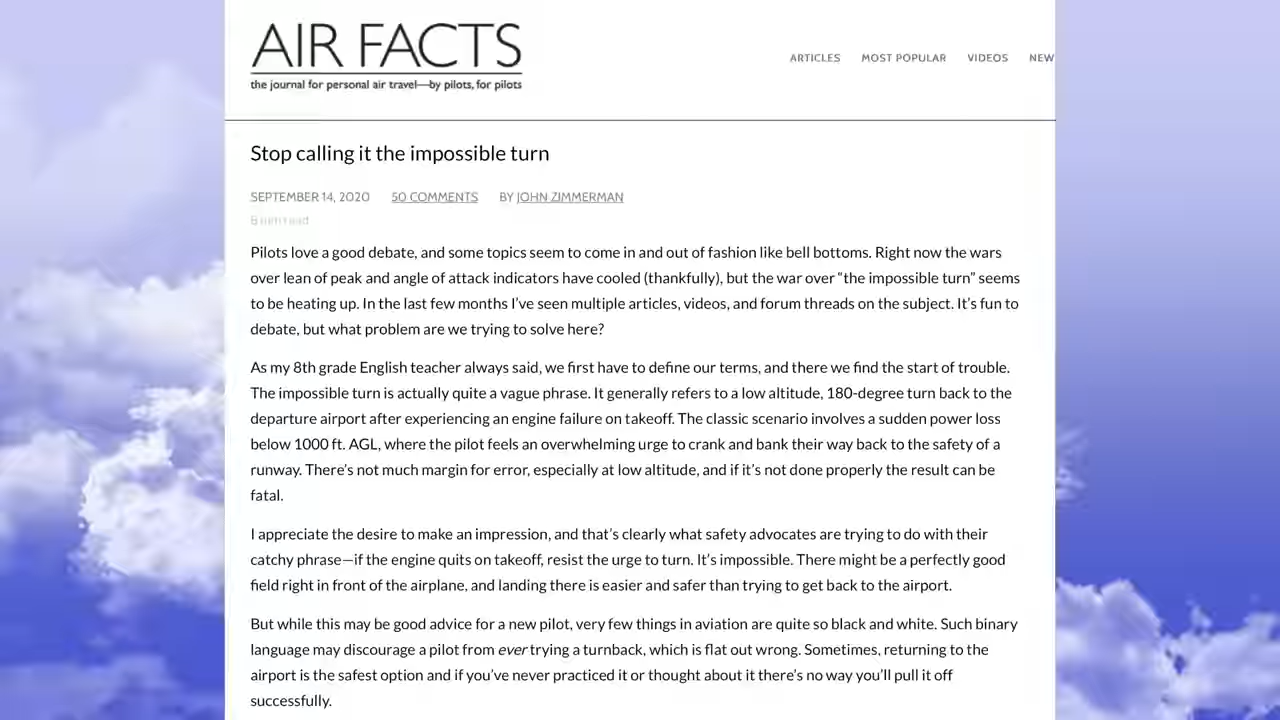 AIR FACTS
the journal for personal air travel—by pilots, for pilots
ARTICLES MOST POPULAR VIDEOS NEW
Stop calling it the impossible turn
SEPTEMBER 14, 2020 50 COMMENTS BY JOHN ZIMMERMAN
min read
Pilots love a good debate, and some topics seem to come in and out of fashion like bell bottoms. Right now the wars
over lean of peak and angle of attack indicators have cooled (thankfully), but the war over “the impossible turn” seems
to be heating up. In the last few months I’ve seen multiple articles, videos, and forum threads on the subject. It’s fun to
debate, but what problem are we trying to solve here?
As my 8th grade English teacher always said, we first have to define our terms, and there we find the start of trouble.
The impossible turn is actually quite a vague phrase. It generally refers to a low altitude, 180-degree turn back to the
departure airport after experiencing an engine failure on takeoff. The classic scenario involves a sudden power loss
below 1000 ft. AGL, where the pilot feels an overwhelming urge to crank and bank their way back to the safety of a
runway. There’s not much margin for error, especially at low altitude, and if it’s not done properly the result can be
fatal.
I appreciate the desire to make an impression, and that’s clearly what safety advocates are trying to do with their
catchy phrase—if the engine quits on takeoff, resist the urge to turn. It’s impossible. There might be a perfectly good
field right in front of the airplane, and landing there is easier and safer than trying to get back to the airport.
But while this may be good advice for a new pilot, very few things in aviation are quite so black and white. Such binary
language may discourage a pilot from ever trying a turnback, which is flat out wrong. Sometimes, returning to the
airport is the safest option and if you’ve never practiced it or thought about it there’s no way you’ll pull it off
successfully.